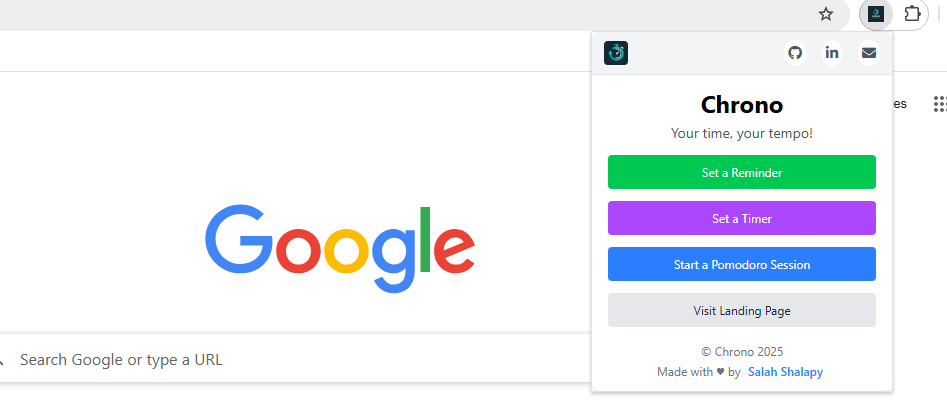 Chrono
Your time, your tempo!
Set a Reminder
Set a Timer
Start a Pomodoro Session
Visit Landing Page
© Chrono 2025
Made with ♥ by Salah Shalapy
Google
Search Google or type a URL
es